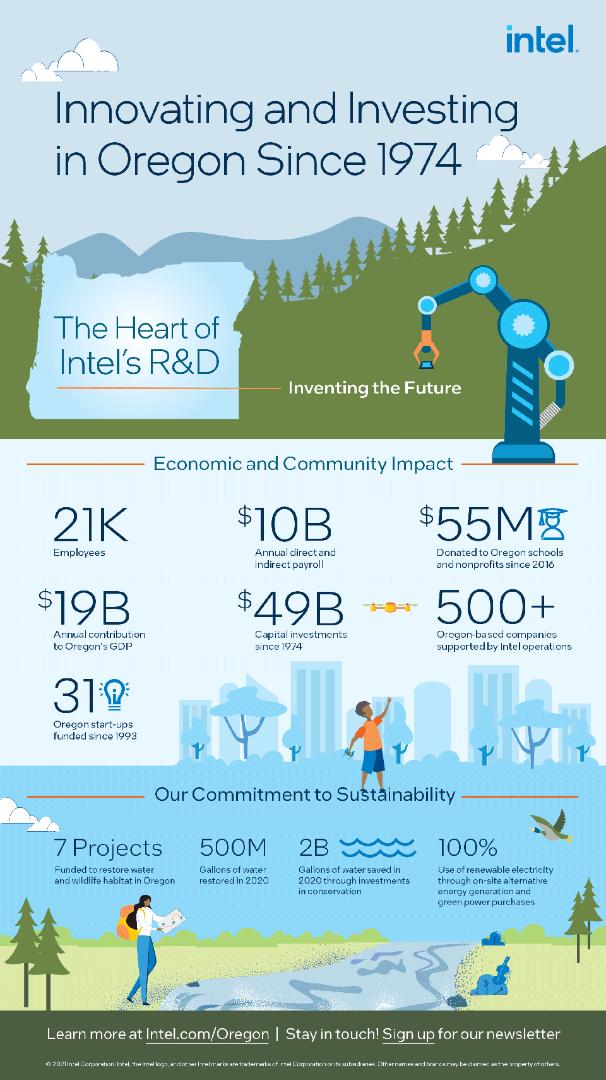 intel.
Innovating and Investing
in Oregon Since 1974
The Heart of
Intel's R&D
Inventing the Future
Economic and Community Impact
21K
Employees
$10B
Annual direct and
indirect payroll
$55M
Donated to Oregon schools
and nonprofits since 2016
$19B
Annual contribution
to Oregon's GDP
$49B
Capital investments
since 1974
500+
Oregon-based companies
supported by Intel operations
31
Oregon start-ups
funded since 1993
Our Commitment to Sustainability
7 Projects
Funded to restore water
and wildlife habitat in Oregon
500M
Gallons of water
restored in 2020
2B
Gallons of water saved in
2020 through investments
in conservation
100%
Use of renewable electricity
through on-site alternative
energy generation and
green power purchases
Learn more at Intel.com/Oregon | Stay in touch! Sign up for our newsletter
© 2021 Intel Corporation. Intel, the Intel logo, and other Intel marks are trademarks of Intel Corporation or its subsidiaries. Other names and brands may be claimed as the property of others.